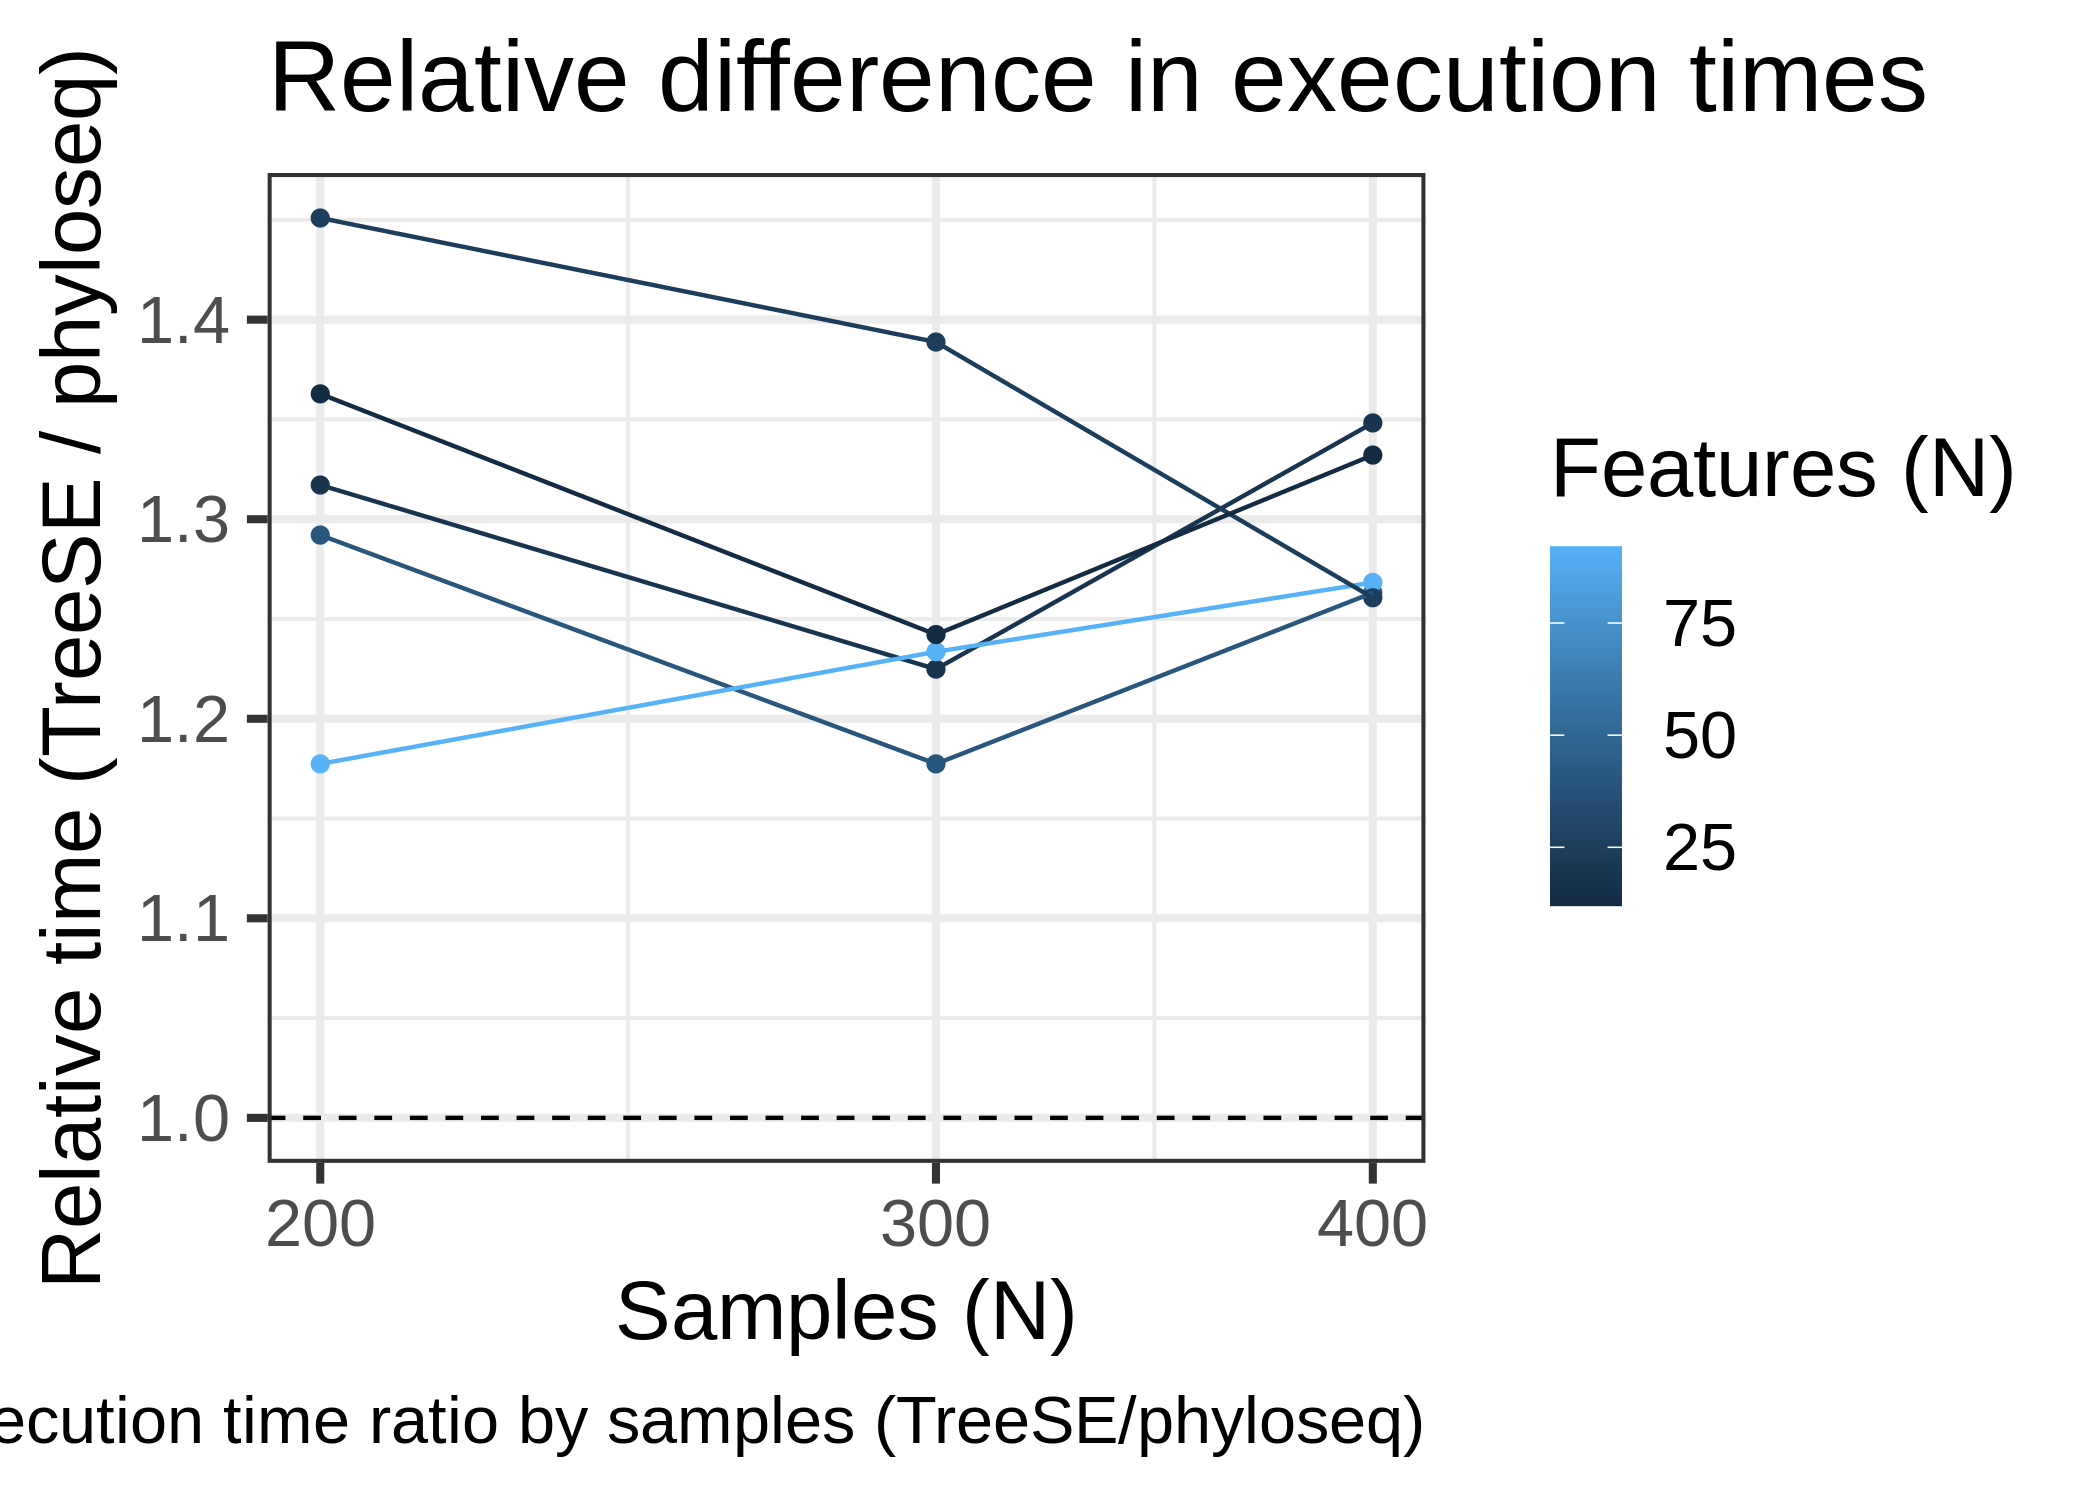 Relative difference in execution times
Relative time (TreeSE / phyloseq)
1.4
1.3
1.2
1.1
1.0
200 300 400
Samples (N)
Features (N)
75
50
25
time ratio by samples (TreeSE/phyloseq)